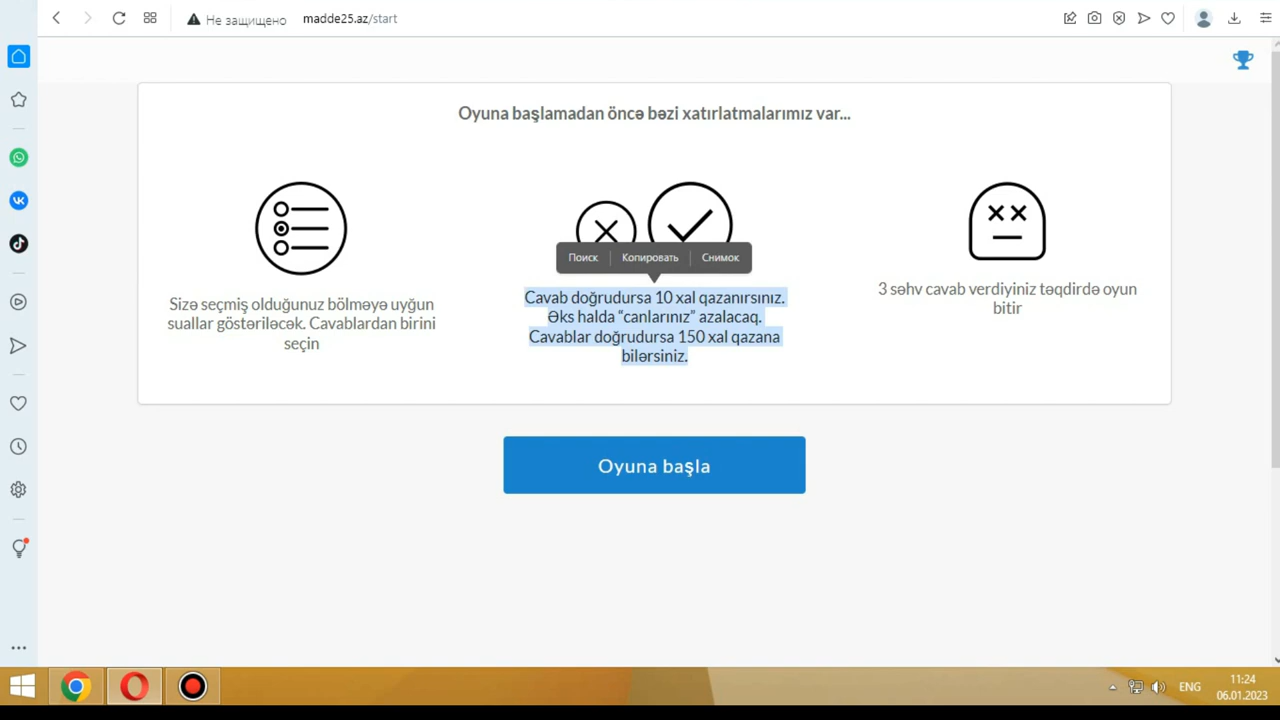 Не защищено madde25.az/start
Oyuna başlamadan öncə bəzi xatırlatmalarımız var...
Поиск Копировать Снимок
Sizə seçmiş olduğunuz bölməyə uyğun
suallar göstəriləcək. Cavablardan birini
seçin
Cavab doğrudursa 10 xal qazanırsınız.
Əks halda “canlarınız” azalacaq.
Cavablar doğrudursa 150 xal qazana
bilərsiniz.
3 səhv cavab verdiyiniz təqdirdə oyun
bitir
Oyuna başla
ENG
11:24
06.01.2023